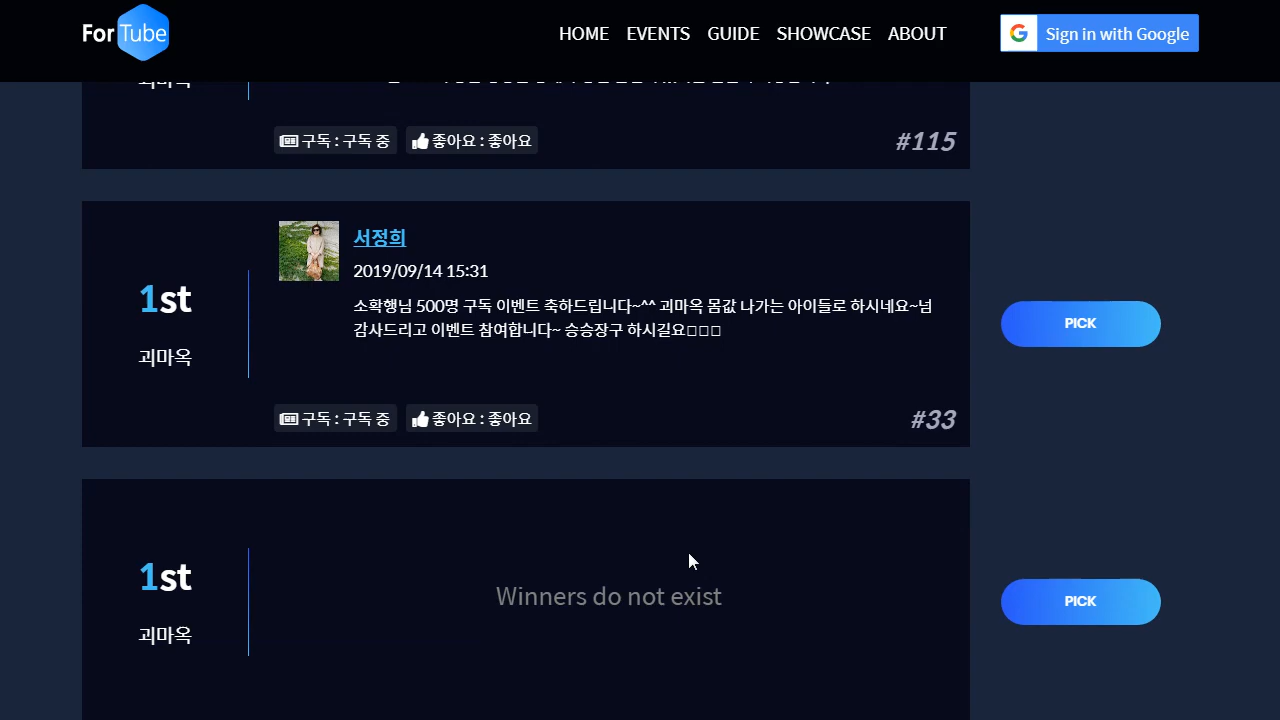 ForTube
HOME EVENTS GUIDE SHOWCASE ABOUT
Sign in with Google
괴마옥
구독 : 구독 중 좋아요 : 좋아요
#115
서정희
2019/09/14 15:31
1st
소확행님 500명 구독 이벤트 축하드립니다~^^ 괴마옥 몸값 나가는 아이들로 하시네요~넘
감사드리고 이벤트 참여합니다~ 승승장구 하시길요□□□
PICK
괴마옥
구독 : 구독 중 좋아요 : 좋아요
#33
1st
Winners do not exist
PICK
괴마옥